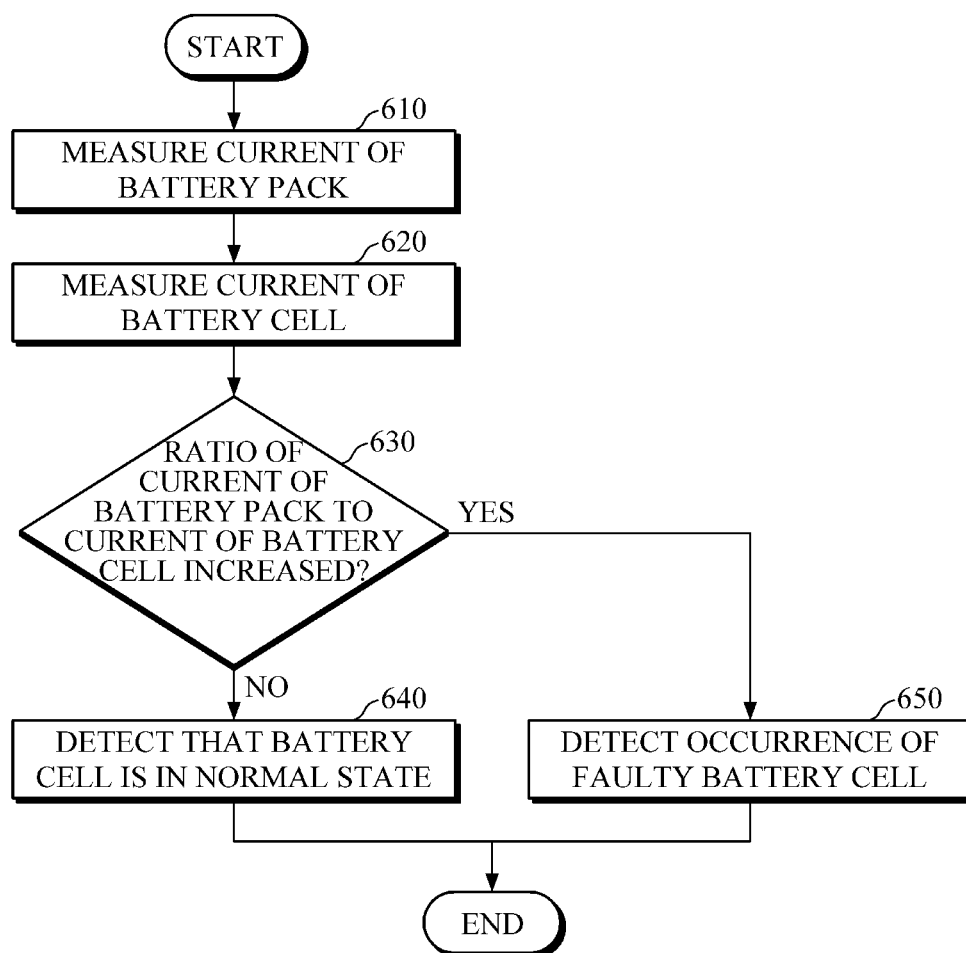 START
610
MEASURE CURRENT OF
BATTERY PACK
620
MEASURE CURRENT OF
BATTERY CELL
630
RATIO OF
CURRENT OF
BATTERY PACK TO
CURRENT OF BATTERY
CELL INCREASED?
YES
NO
640
DETECT THAT BATTERY
CELL IS IN NORMAL STATE
650
DETECT OCCURRENCE OF
FAULTY BATTERY CELL
END